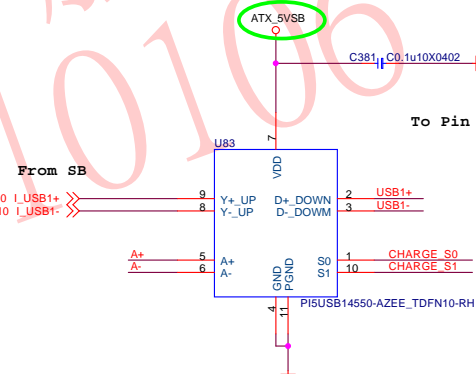 ATX_5VSB
C381 C0.1u10X0402
To Pin
7
U83
VDD
From SB
0 I_USB1+ 9 Y+_UP D+_DOWN 2 USB1+
10 I_USB1- 8 Y-_UP D-_DOWM 3 USB1-
A+ 5 A+ S0 1 CHARGE_S0
A- 6 A- S1 10 CHARGE_S1
GND
PGND
4
11
PI5USB14550-AZEE_TDFN10-RH